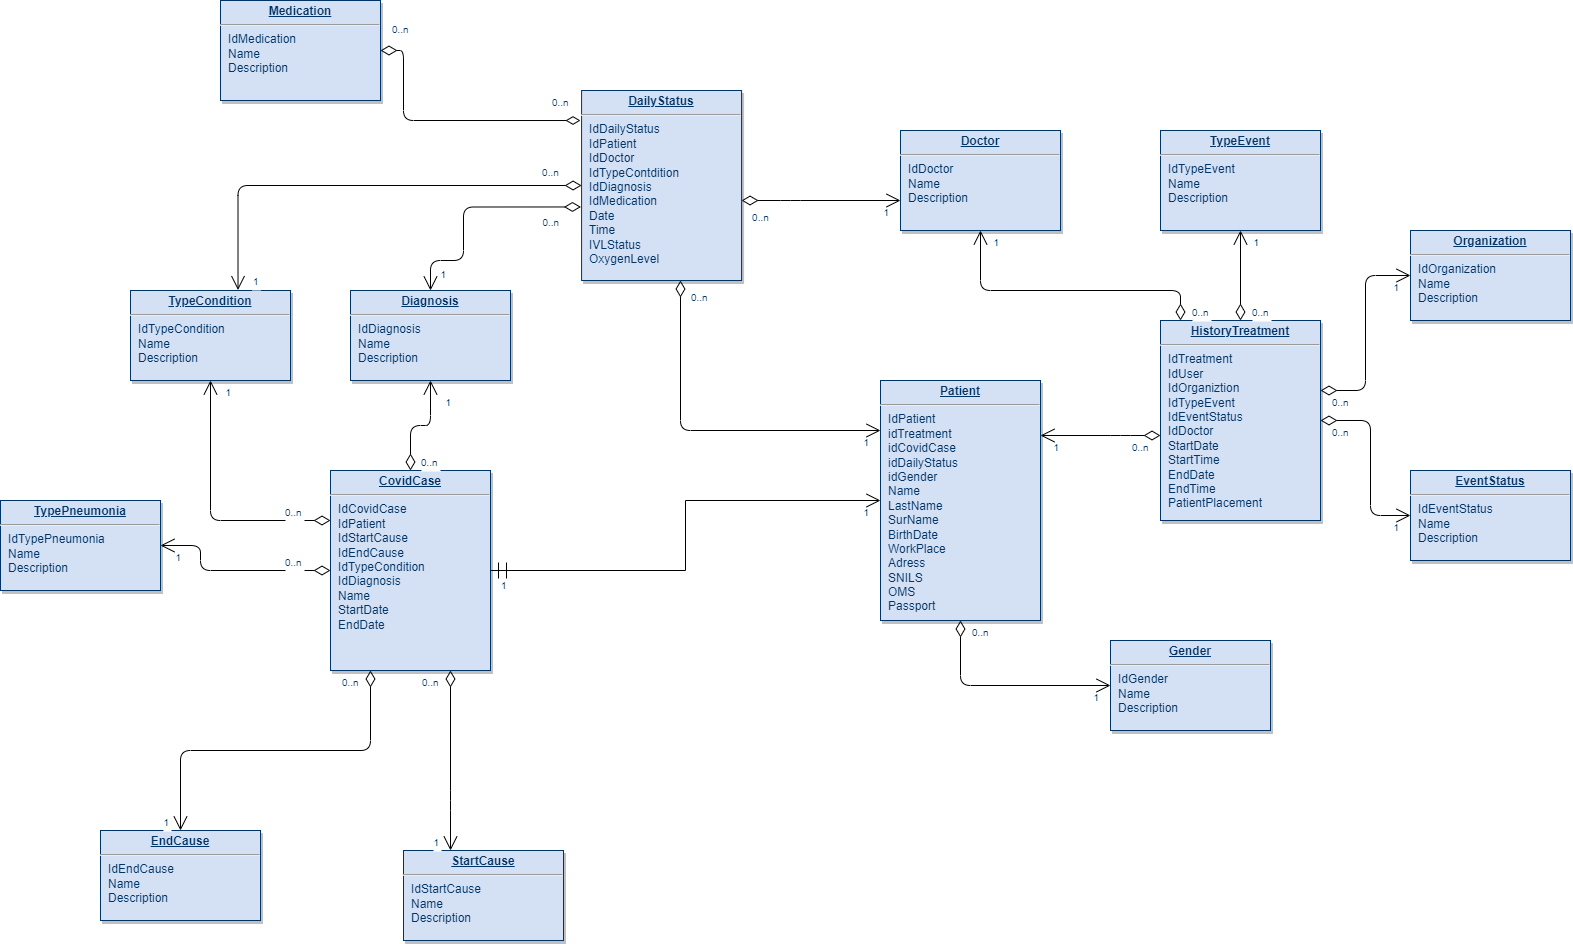 Medication
IdMedication
Name
Description
0..n
0..n
DailyStatus
IdDailyStatus
IdPatient
IdDoctor
IdTypeContdition
IdDiagnosis
IdMedication
Date
Time
IVLStatus
OxygenLevel
0..n
0..n
0..n
0..n
1
Doctor
IdDoctor
Name
Description
1
TypeEvent
IdTypeEvent
Name
Description
1
Organization
IdOrganization
Name
Description
1
1
TypeCondition
IdTypeCondition
Name
Description
1
1
Diagnosis
IdDiagnosis
Name
Description
1
0..n
0..n
HistoryTreatment
IdTreatment
IdUser
IdOrganiztion
IdTypeEvent
IdEventStatus
IdDoctor
StartDate
StartTime
EndDate
EndTime
PatientPlacement
0..n
0..n
0..n
1
Patient
IdPatient
idTreatment
idCovidCase
idDailyStatus
idGender
Name
LastName
SurName
BirthDate
WorkPlace
Adress
SNILS
OMS
Passport
1
1
0..n
EventStatus
IdEventStatus
Name
Description
1
0..n
CovidCase
IdCovidCase
IdPatient
IdStartCause
IdEndCause
IdTypeCondition
IdDiagnosis
Name
StartDate
EndDate
0..n
0..n
1
0..n
0..n
TypePneumonia
IdTypePneumonia
Name
Description
1
Gender
IdGender
Name
Description
1
1
EndCause
IdEndCause
Name
Description
1
StartCause
IdStartCause
Name
Description